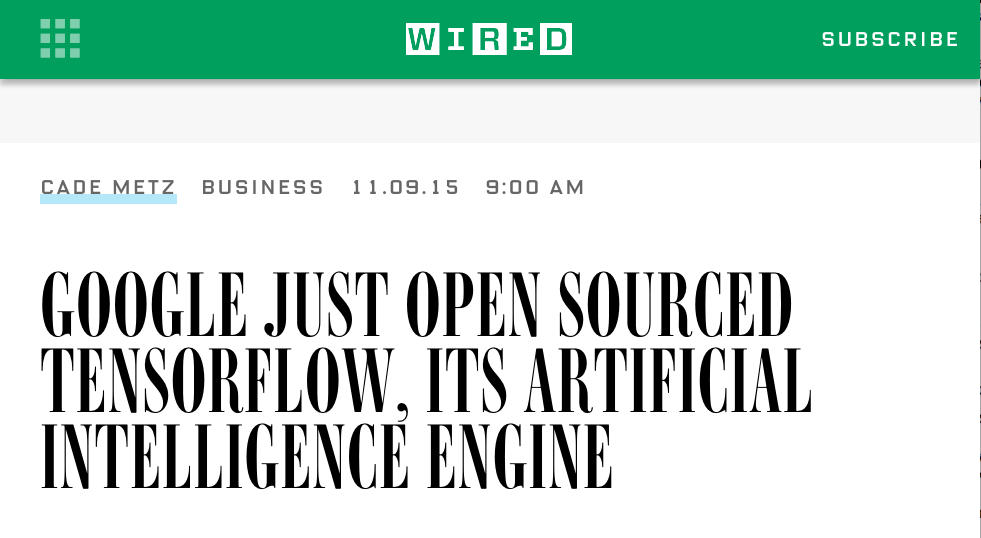 WIRED
SUBSCRIBE
CADE METZ BUSINESS 11.09.15 9:00 AM
GOOGLE JUST OPEN SOURCED
TENSORFLOW, ITS ARTIFICIAL
INTELLIGENCE ENGINE